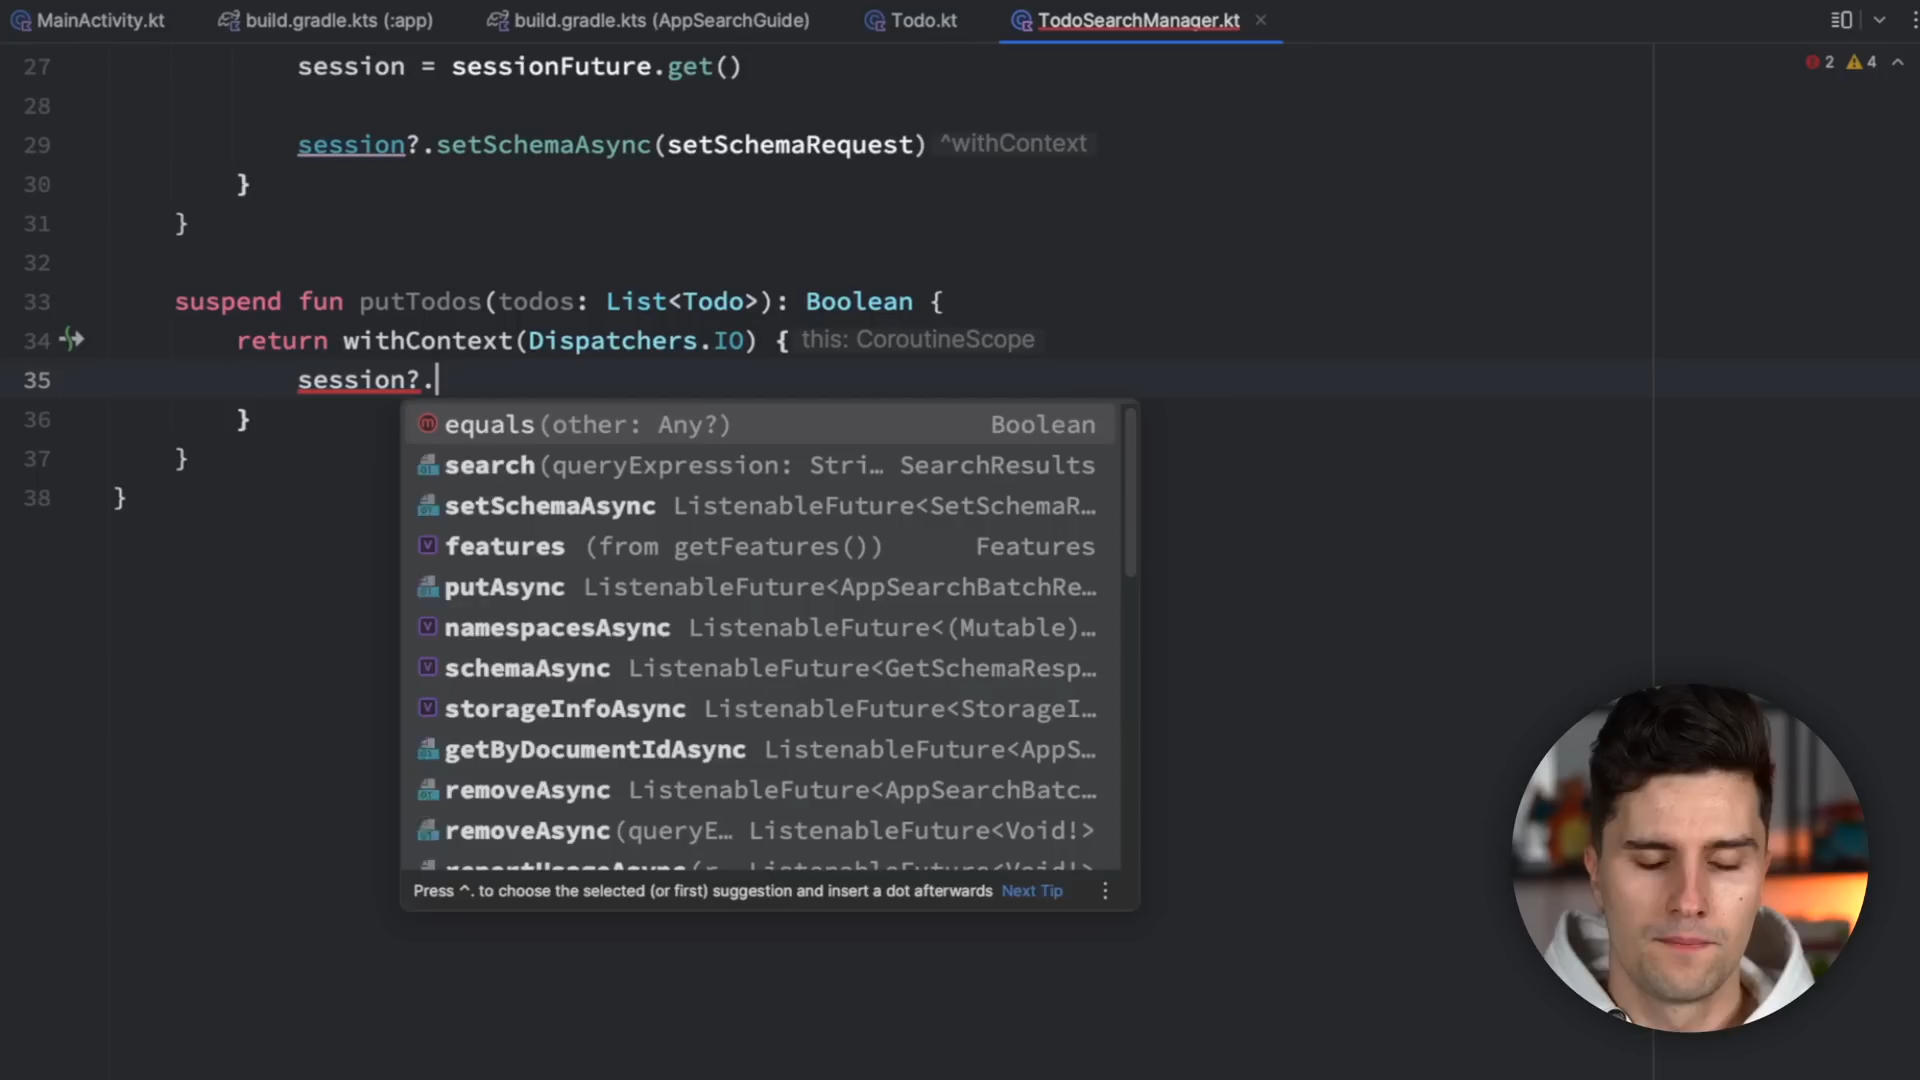 MainActivity.kt build.gradle.kts (:app) build.gradle.kts (AppSearchGuide) Todo.kt TodoSearchManager.kt
2 4
27 session = sessionFuture.get()
28
29 session?.setSchemaAsync(setSchemaRequest) ^withContext
30 }
31 }
32
33 suspend fun putTodos(todos: List<Todo>): Boolean {
34 return withContext(Dispatchers.IO) { this: CoroutineScope
35 session?.
36 }
37 }
38 }
equals(other: Any?) Boolean
search(queryExpression: Stri… SearchResults
setSchemaAsync ListenableFuture<SetSchemaR…
features (from getFeatures()) Features
putAsync ListenableFuture<AppSearchBatchRe…
namespacesAsync ListenableFuture<(Mutable)…
schemaAsync ListenableFuture<GetSchemaResp…
storageInfoAsync ListenableFuture<StorageI…
getByDocumentIdAsync ListenableFuture<AppS…
removeAsync ListenableFuture<AppSearchBatc…
removeAsync(queryE… ListenableFuture<Void!>
Press ^. to choose the selected (or first) suggestion and insert a dot afterwards Next Tip